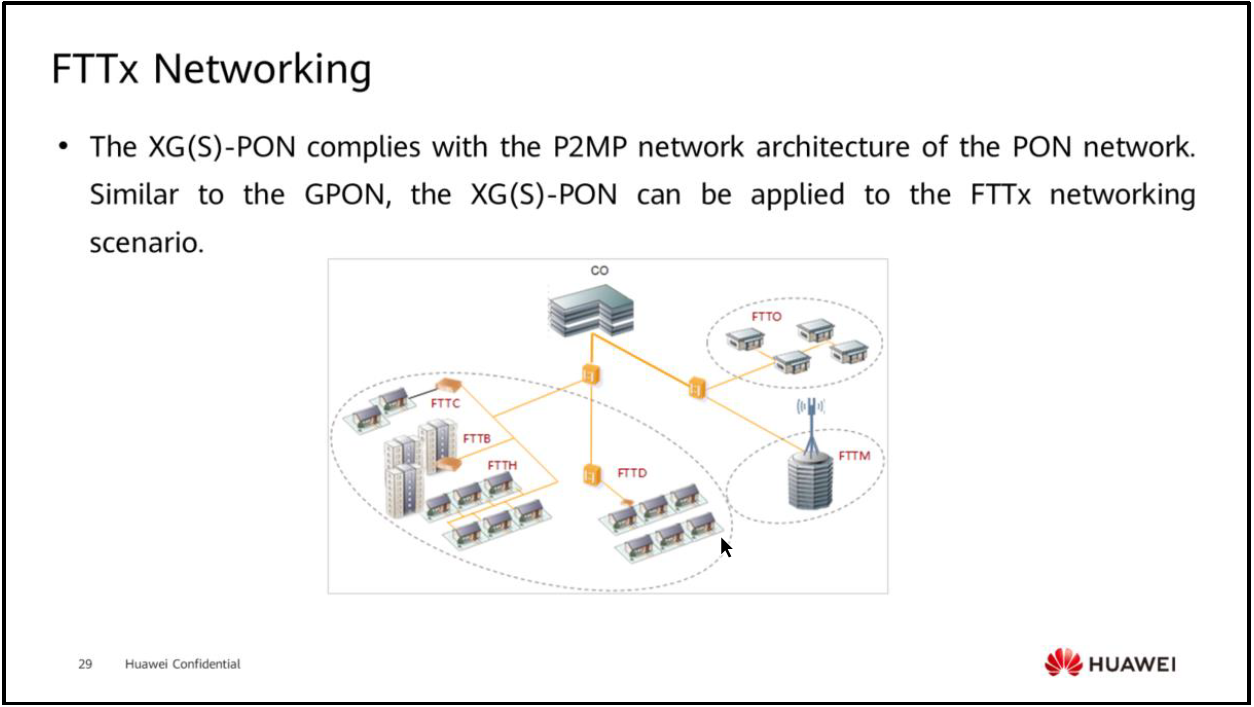 FTTx Networking
• The XG(S)-PON complies with the P2MP network architecture of the PON network.
Similar to the GPON, the XG(S)-PON can be applied to the FTTx networking
scenario.
CO
FTTO
FTTC
FTTB
FTTH
FTTD
FTTM
29 Huawei Confidential
HUAWEI